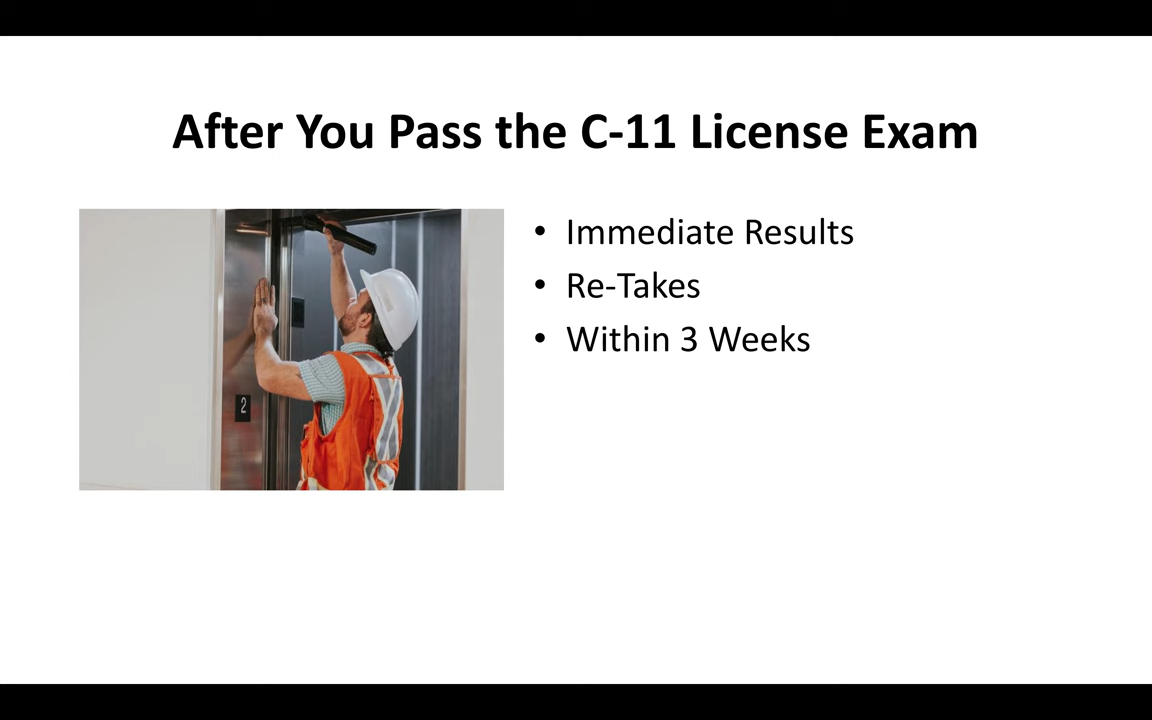 After You Pass the C-11 License Exam
2
• Immediate Results
• Re-Takes
• Within 3 Weeks